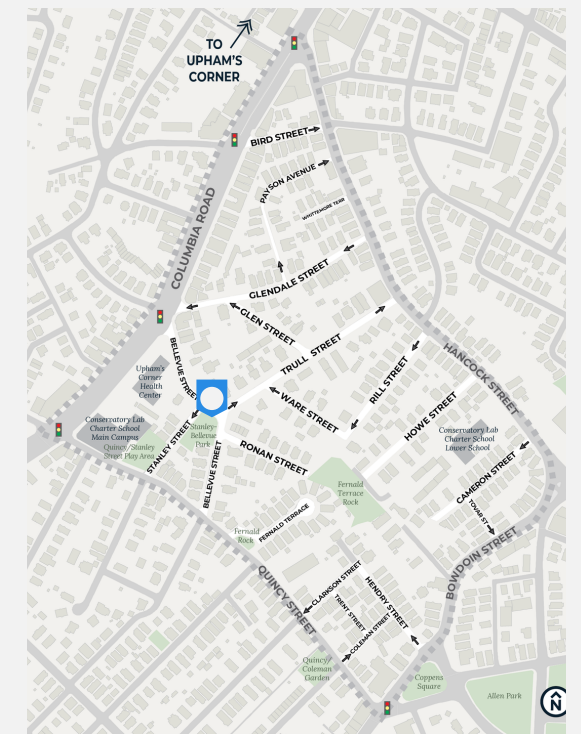 TO
UPHAM'S
CORNER
BIRD STREET
PAYSON AVENUE
WHITTEMORE TERR
COLUMBIA ROAD
GLENDALE STREET
GLEN STREET
TRULL STREET
BELLEVUE STREET
HANCOCK STREET
RILL STREET
Upham's
Corner
Health
Center
WARE STREET
HOWE STREET
Conservatory Lab
Charter School
Main Campus
Quincy/Stanley
Street Play Area
STANLEY STREET
Stanley
Bellevue
Park
BELLEVUE STREET
RONAN STREET
Conservatory Lab
Charter School
Lower School
CAMERON STREET
Fernald
Terrace
Rock
TOVAR ST
FERNALD TERRACE
Fernald
Rock
BOWDOIN STREET
QUINCY STREET
CLARKSON STREET
HENDRY STREET
TRENT STREET
COLEMAN STREET
Quincy/
Coleman
Garden
Coppens
Square
Allen Park
N